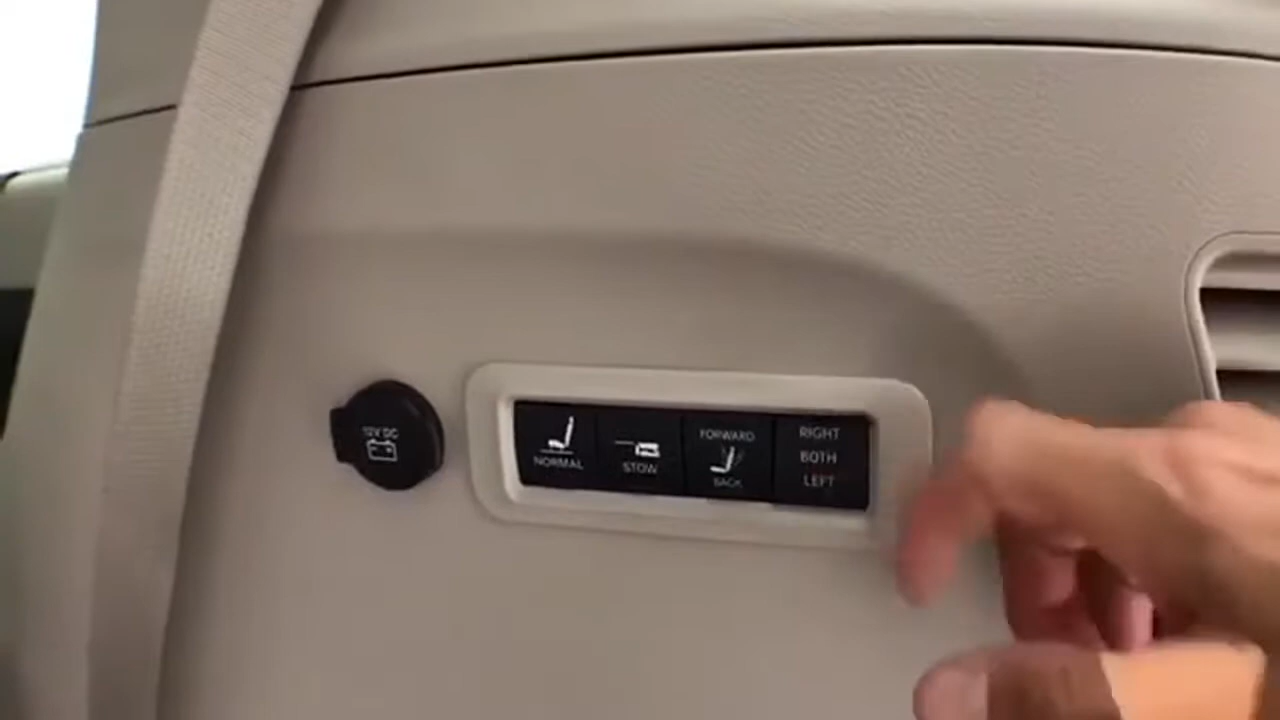 12V DC
NORMAL
STOW
FORWARD
BACK
RIGHT
BOTH
LEFT